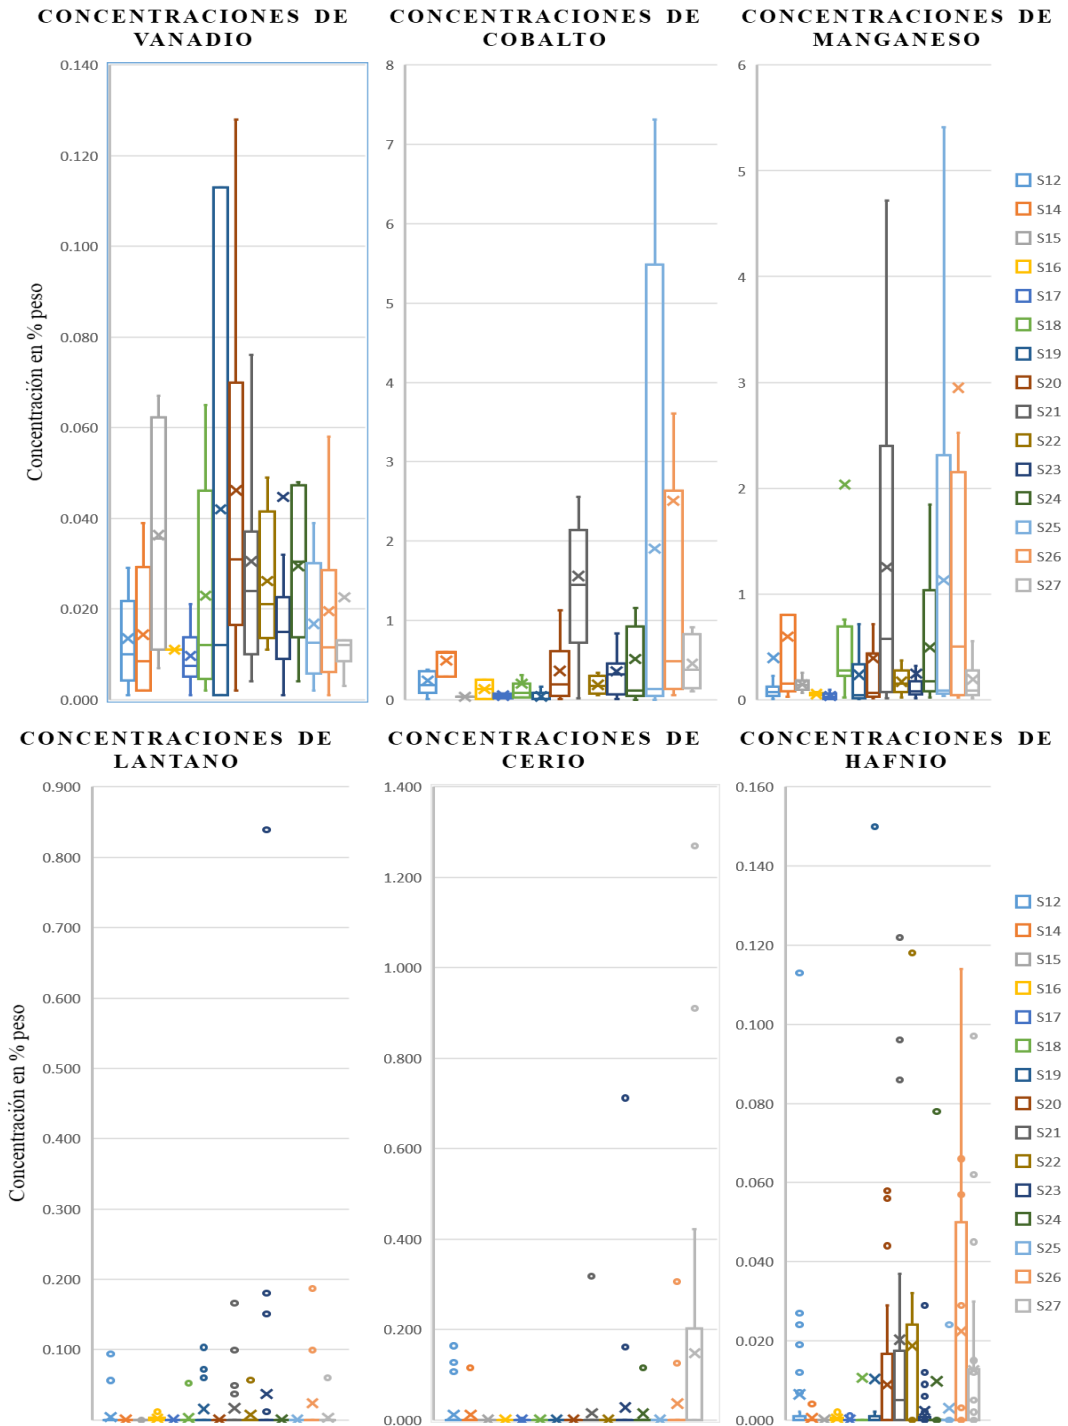 CONCENTRACIONES DE
VANADIO
CONCENTRACIONES DE
COBALTO
CONCENTRACIONES DE
MANGANESO
Concentración en % peso
0.140
0.120
0.100
0.080
0.060
0.040
0.020
0.000
8
7
6
5
4
3
2
1
0
6
5
4
3
2
1
0
S12
S14
S15
S16
S17
S18
S19
S20
S21
S22
S23
S24
S25
S26
S27
CONCENTRACIONES DE
LANTANO
CONCENTRACIONES DE
CERIO
CONCENTRACIONES DE
HAFNIO
Concentración en % peso
0.900
0.800
0.700
0.600
0.500
0.400
0.300
0.200
0.100
1.400
1.200
1.000
0.800
0.600
0.400
0.200
0.000
0.160
0.140
0.120
0.100
0.080
0.060
0.040
0.020
0.000
S12
S14
S15
S16
S17
S18
S19
S20
S21
S22
S23
S24
S25
S26
S27